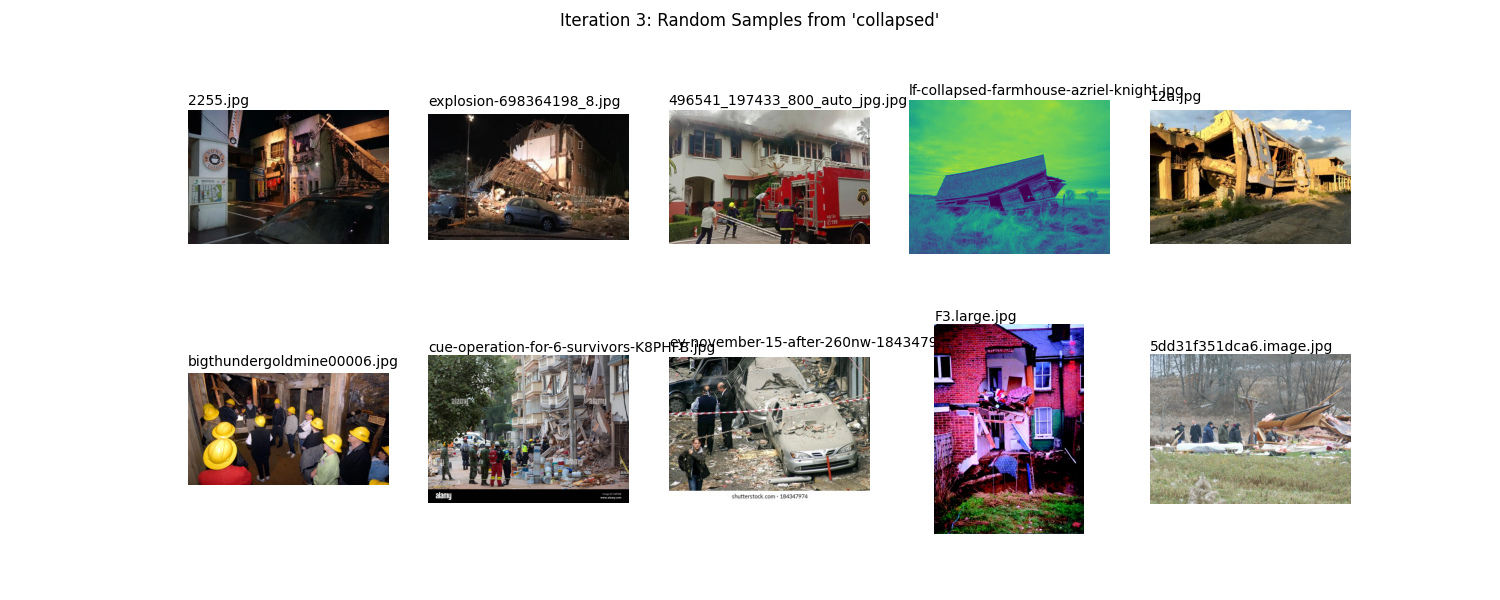 Iteration 3: Random Samples from 'collapsed'
2255.jpg
explosion-698364198_8.jpg
496541_197433_800_auto_jpg.jpg
lf-collapsed-farmhouse-azriel-knight.jpg
12a.jpg
bigthundergoldmine00006.jpg
cue-operation-for-6-survivors-K8PHFB.jpg
ey-november-15-after-260nw-1843479
F3.large.jpg
5dd31f351dca6.image.jpg
alamy
alamy
alamy
www.alamy.com
shutterstock.com · 184347974